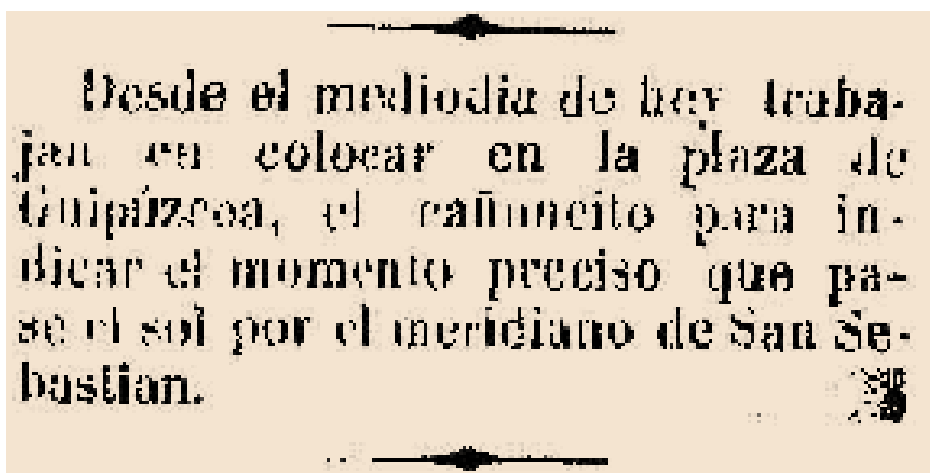 Desde el mediodia de hoy traba-
jan en colocar en la plaza de
Guipúzcoa, el cañoncito para in-
dicar el momento preciso que pa-
se el sol por el meridiano de San Se-
bastian.